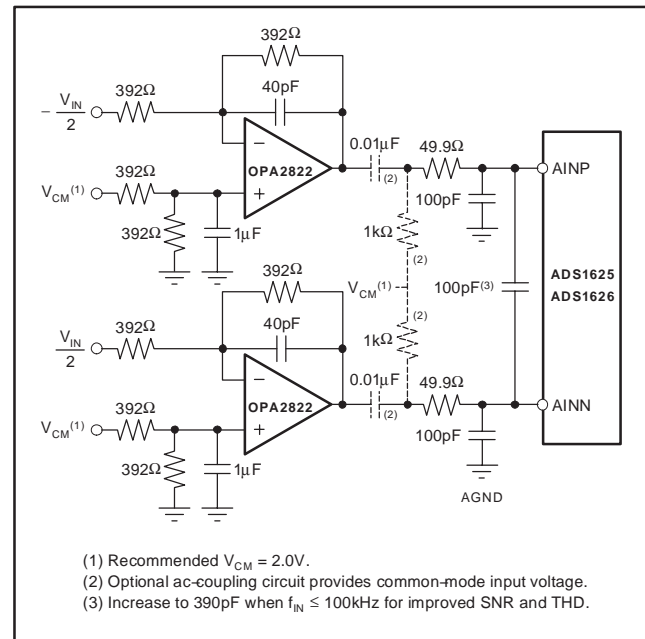 392Ω
− V_IN/2
392Ω
40pF
−
OPA2822
+
V_CM(1)
392Ω
392Ω
1μF
0.01μF
(2)
49.9Ω
100pF
AINP
1kΩ
(2)
V_CM(1)
(2)
1kΩ
100pF(3)
ADS1625
ADS1626
392Ω
V_IN/2
392Ω
40pF
−
OPA2822
+
V_CM(1)
392Ω
392Ω
1μF
0.01μF
(2)
49.9Ω
100pF
AINN
AGND
(1) Recommended V_CM = 2.0V.
(2) Optional ac-coupling circuit provides common-mode input voltage.
(3) Increase to 390pF when f_IN ≤ 100kHz for improved SNR and THD.